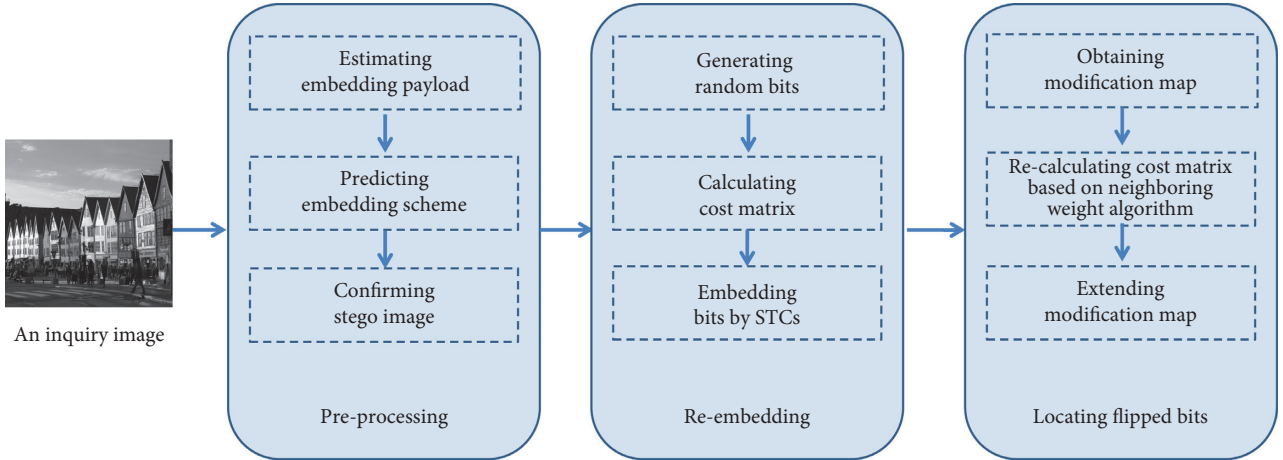 An inquiry image
Estimating
embedding payload
Predicting
embedding scheme
Confirming
stego image
Pre-processing
Generating
random bits
Calculating
cost matrix
Embedding
bits by STCs
Re-embedding
Obtaining
modification map
Re-calculating cost matrix
based on neighboring
weight algorithm
Extending
modification map
Locating flipped bits